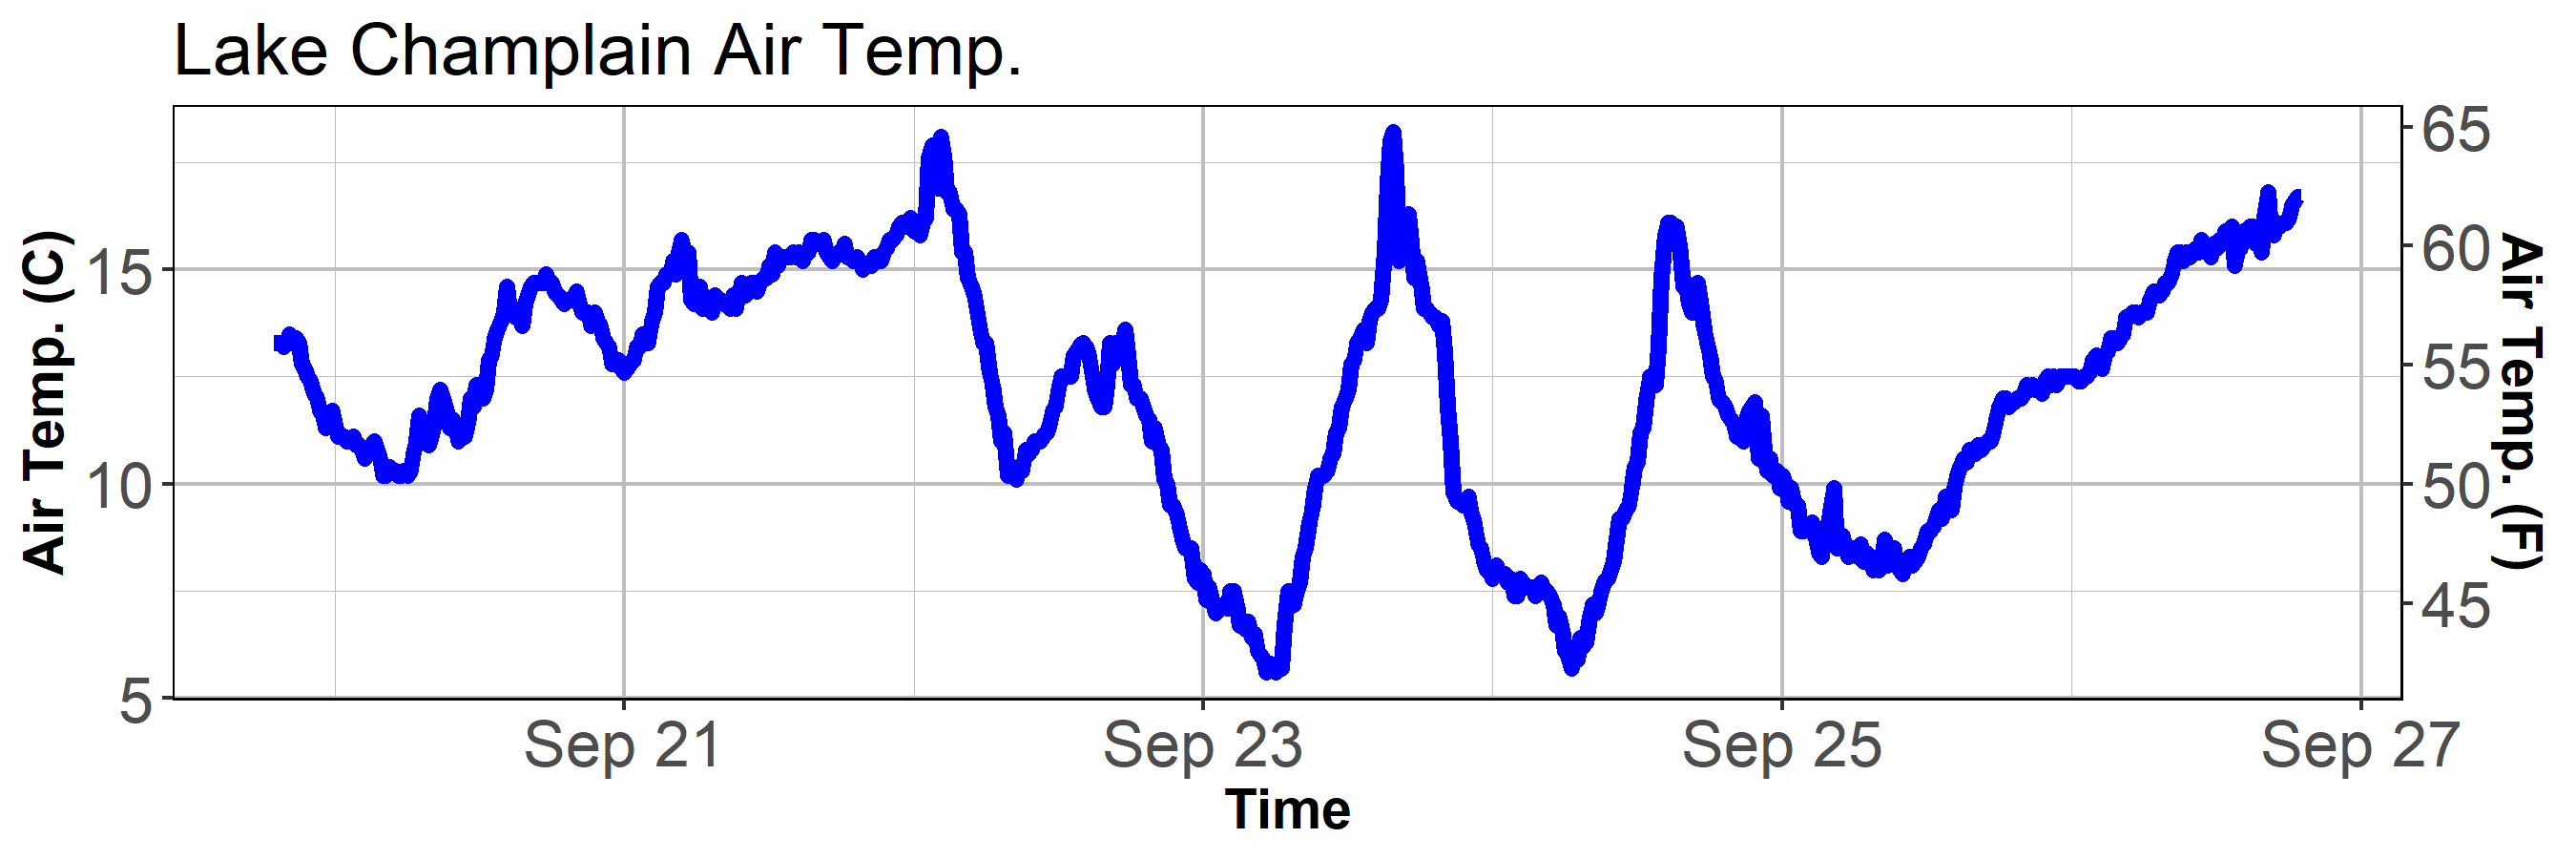 Lake Champlain Air Temp.
Air Temp. (C)
15
10
5
65
60
55
50
45
Air Temp. (F)
Sep 21
Sep 23
Sep 25
Sep 27
Time